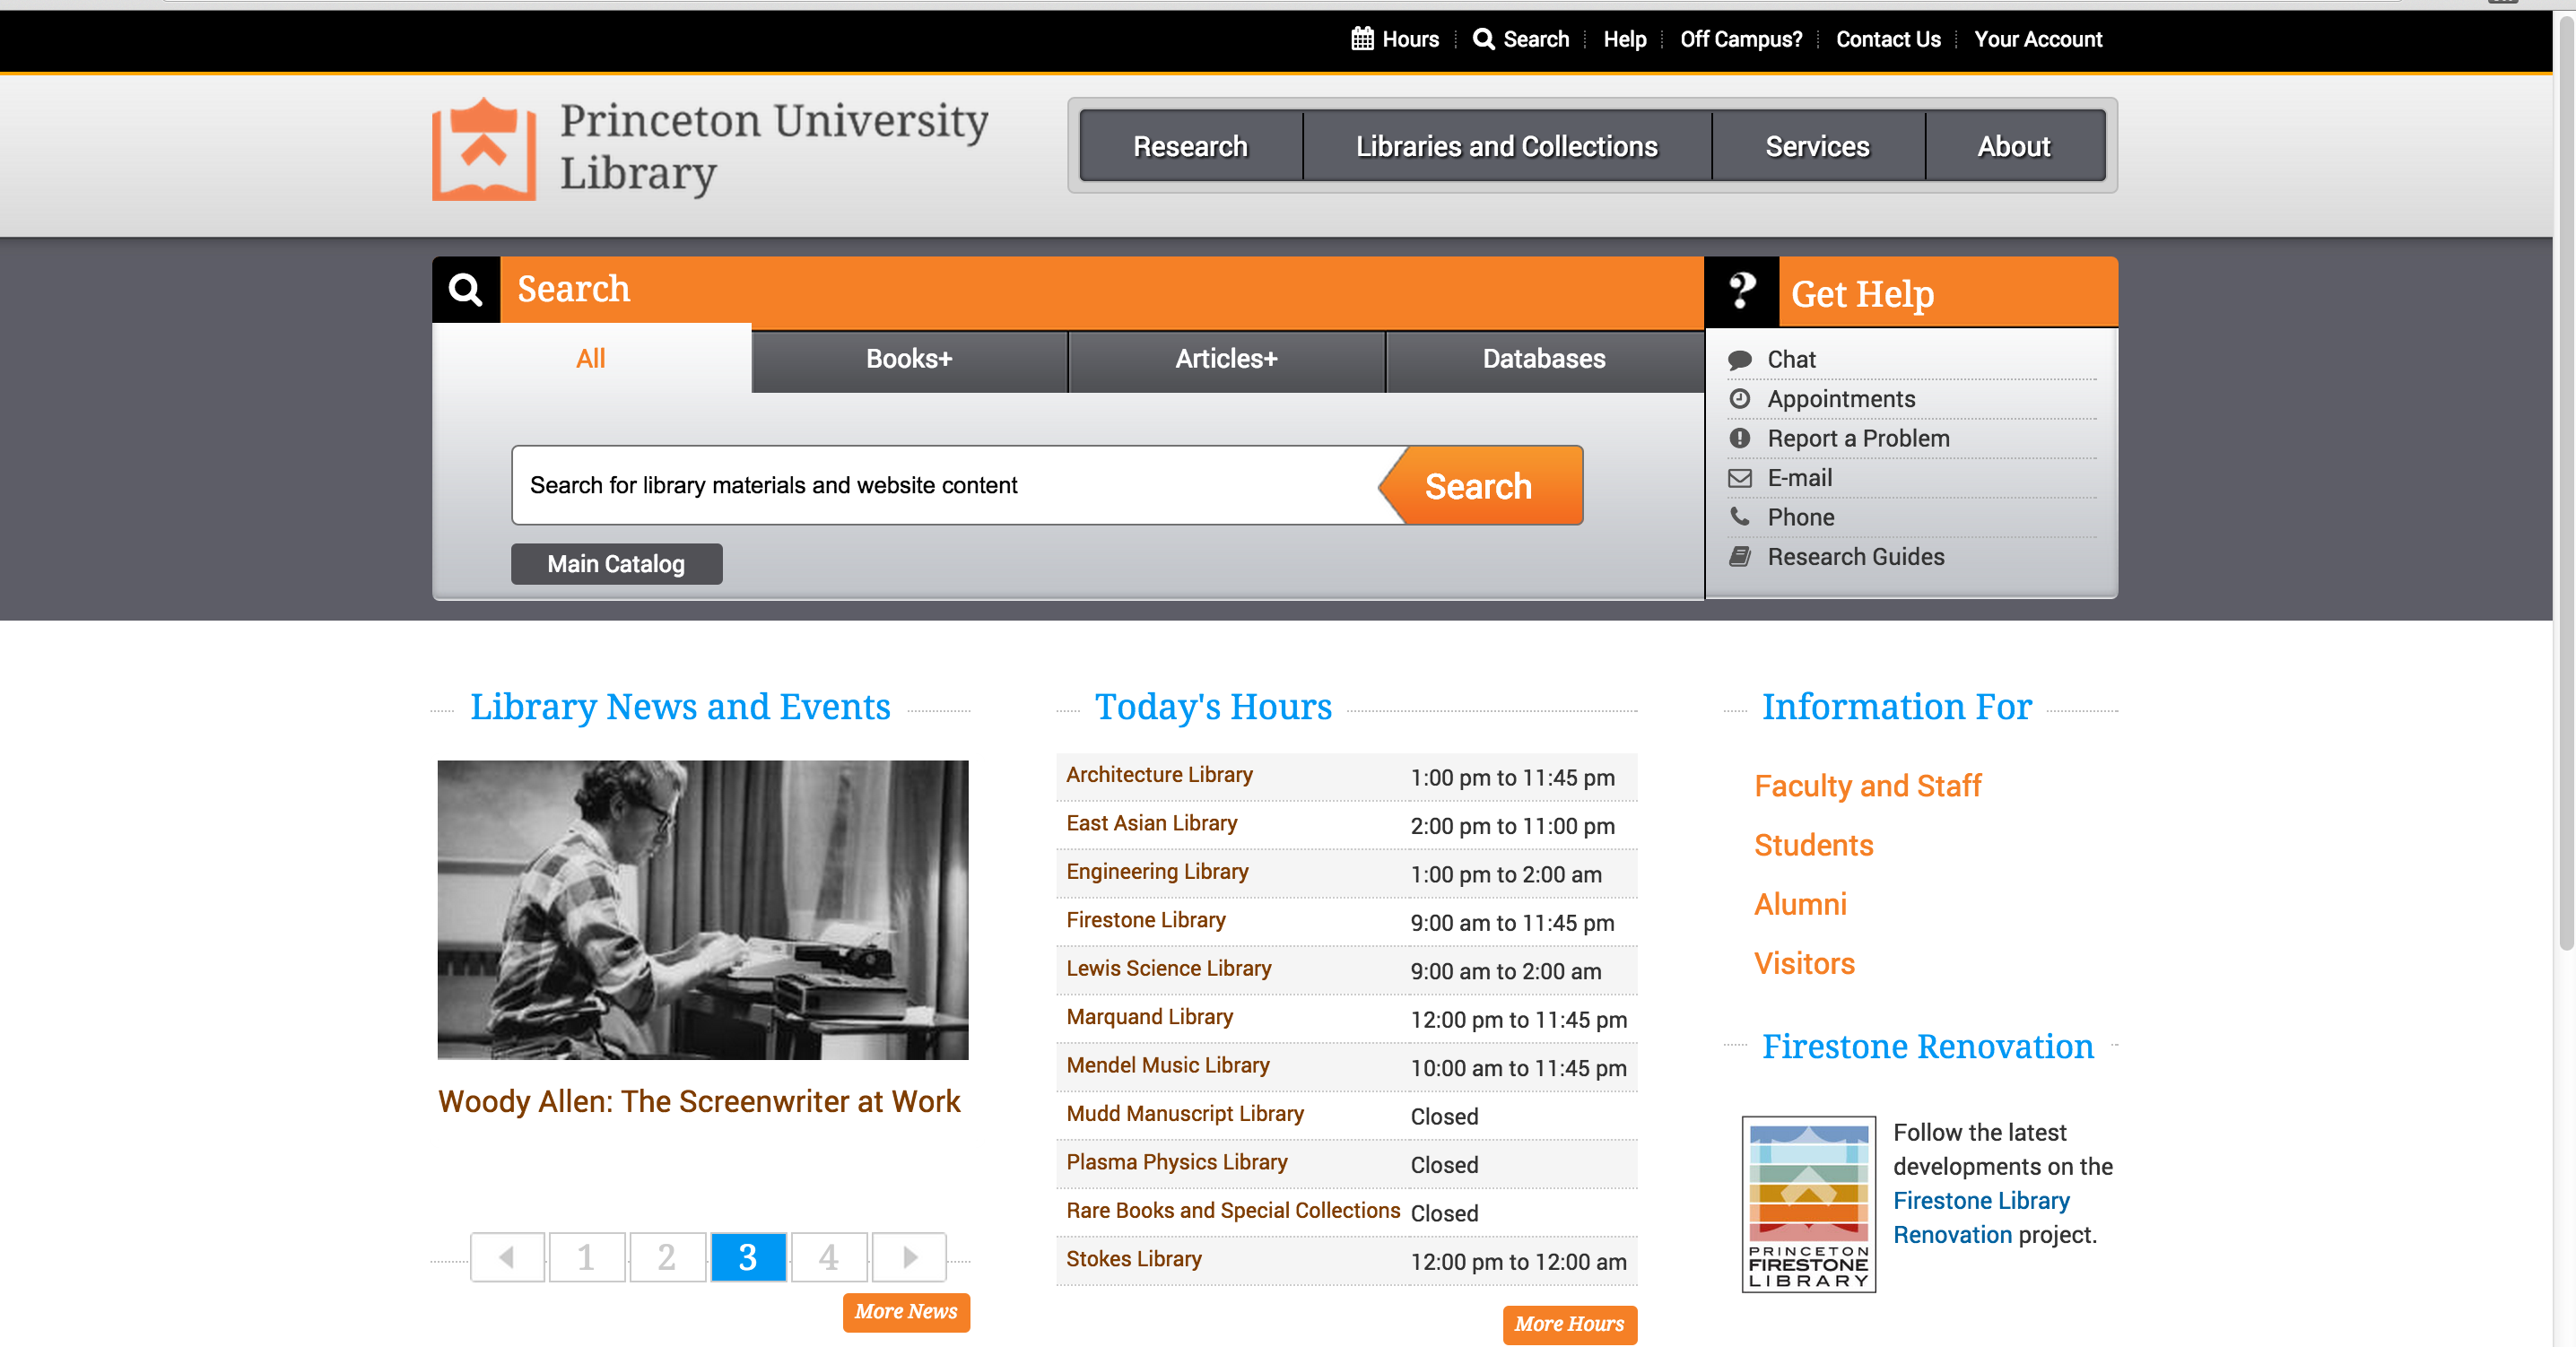 Hours
Search
Help
Off Campus?
Contact Us
Your Account
Princeton University
Library
Research
Libraries and Collections
Services
About
Search
All
Books+
Articles+
Databases
Search for library materials and website content
Search
Main Catalog
? Get Help
Chat
Appointments
Report a Problem
E-mail
Phone
Research Guides
Library News and Events
Woody Allen: The Screenwriter at Work
1 2 3 4
More News
Today's Hours
Architecture Library 1:00 pm to 11:45 pm
East Asian Library 2:00 pm to 11:00 pm
Engineering Library 1:00 pm to 2:00 am
Firestone Library 9:00 am to 11:45 pm
Lewis Science Library 9:00 am to 2:00 am
Marquand Library 12:00 pm to 11:45 pm
Mendel Music Library 10:00 am to 11:45 pm
Mudd Manuscript Library Closed
Plasma Physics Library Closed
Rare Books and Special Collections Closed
Stokes Library 12:00 pm to 12:00 am
More Hours
Information For
Faculty and Staff
Students
Alumni
Visitors
Firestone Renovation
PRINCETON
FIRESTONE
LIBRARY
Follow the latest
developments on the
Firestone Library
Renovation project.